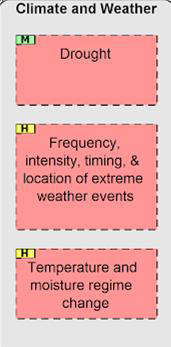 Climate and Weather
M
Drought
H
Frequency,
intensity, timing, &
location of extreme
weather events
H
Temperature and
moisture regime
change